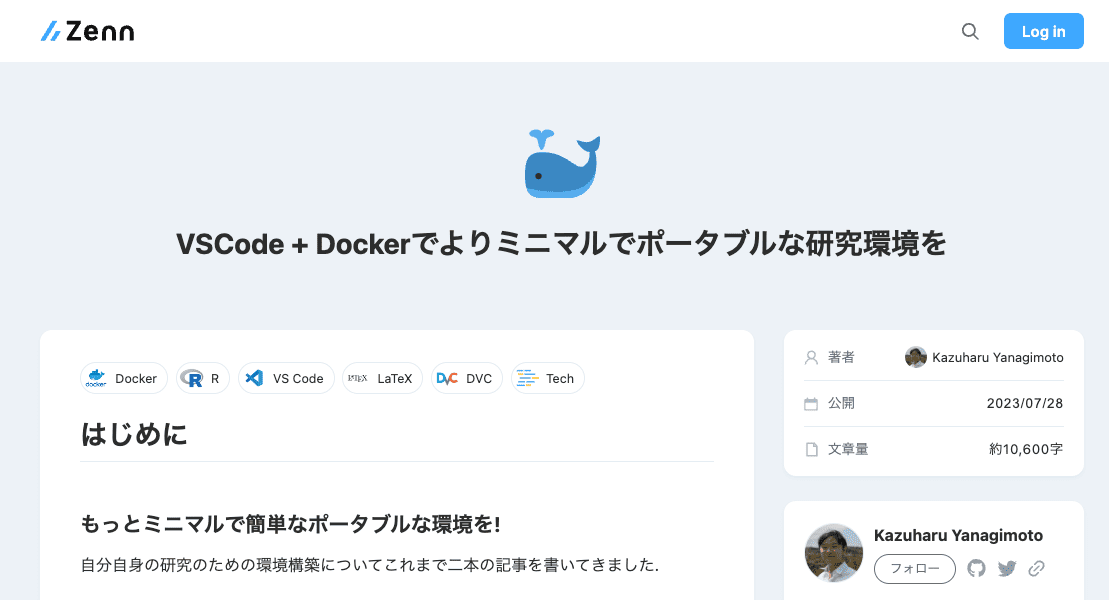 Zenn
Log in
VSCode + Dockerでよりミニマルでポータブルな研究環境を
docker Docker
R R
VS Code
LaTeX LaTeX
DVC DVC
Tech
はじめに
もっとミニマルで簡単なポータブルな環境を!
自分自身の研究のための環境構築についてこれまで二本の記事を書いてきました.
著者 Kazuharu Yanagimoto
公開 2023/07/28
文章量 約10,600字
Kazuharu Yanagimoto
フォロー